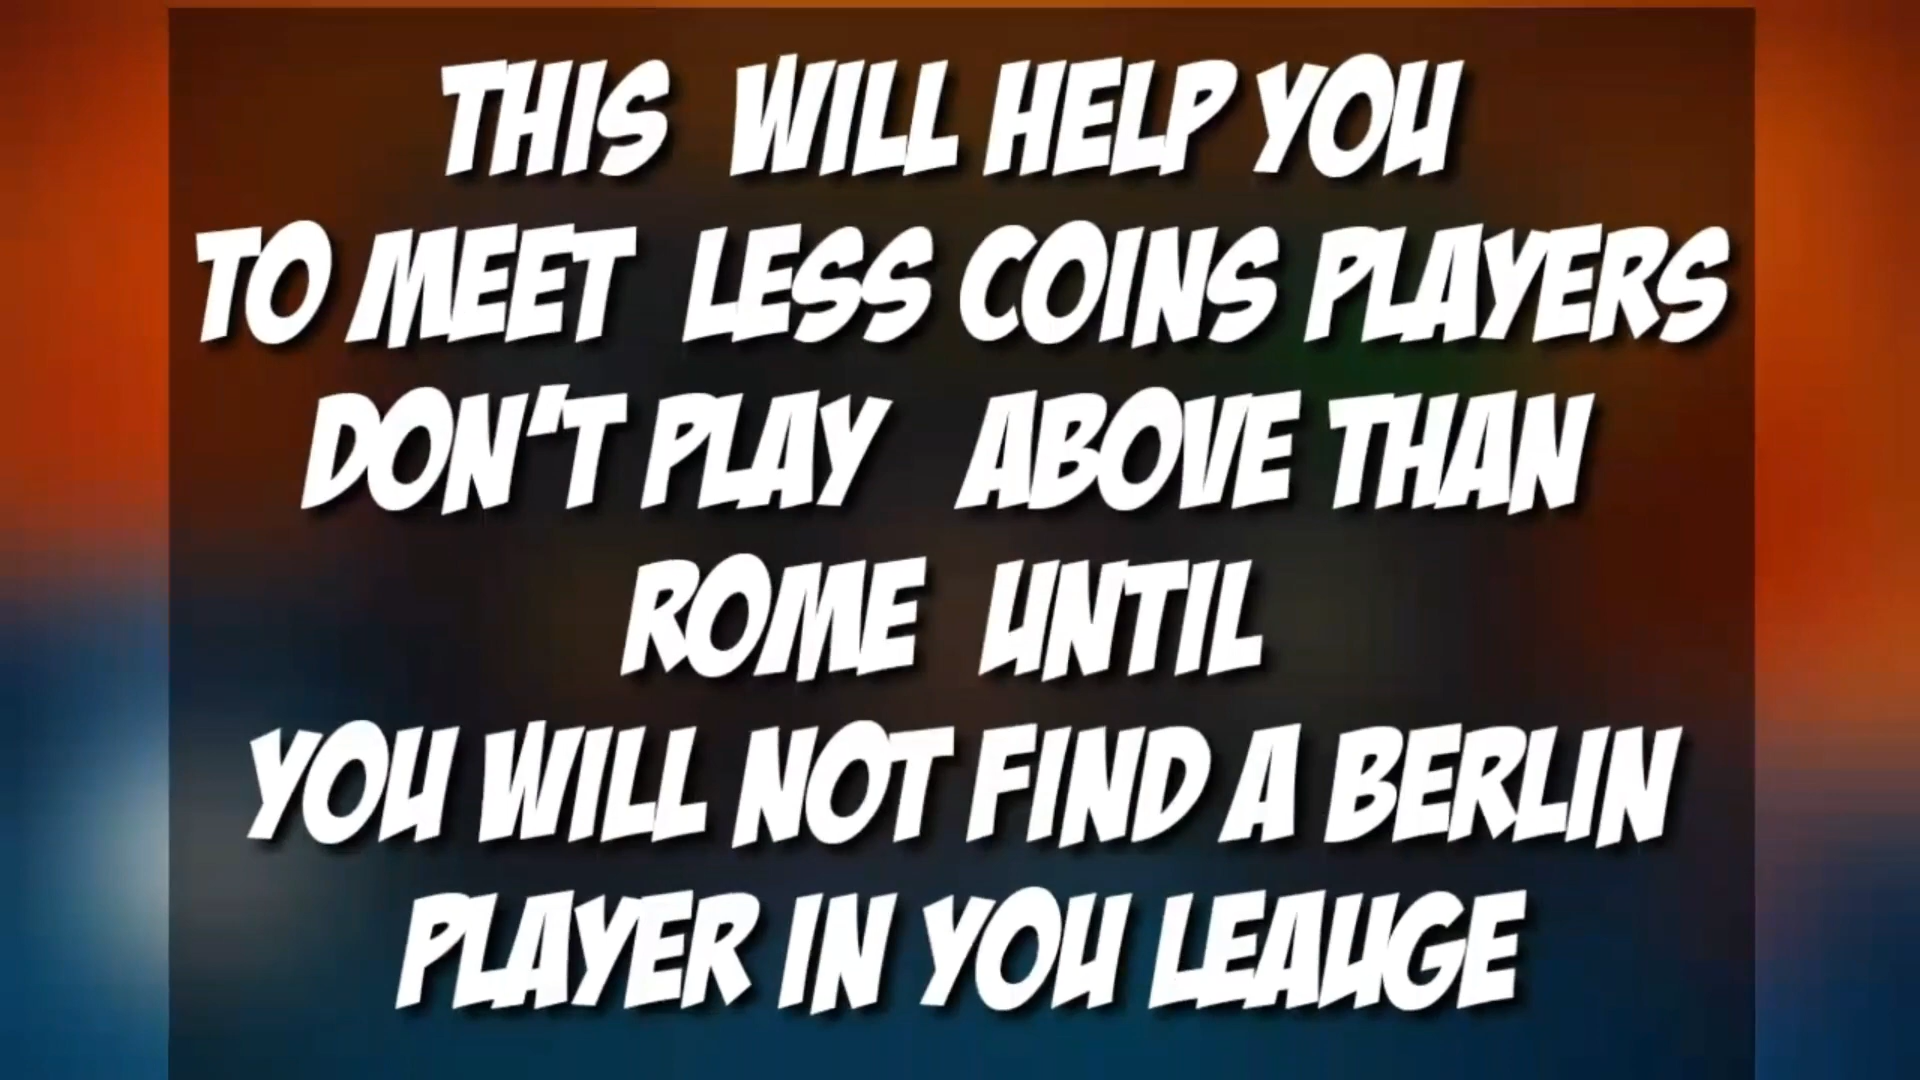 THIS WILL HELP YOU
TO MEET LESS COINS PLAYERS
DON'T PLAY ABOVE THAN
ROME UNTIL
YOU WILL NOT FIND A BERLIN
PLAYER IN YOU LEAUGE